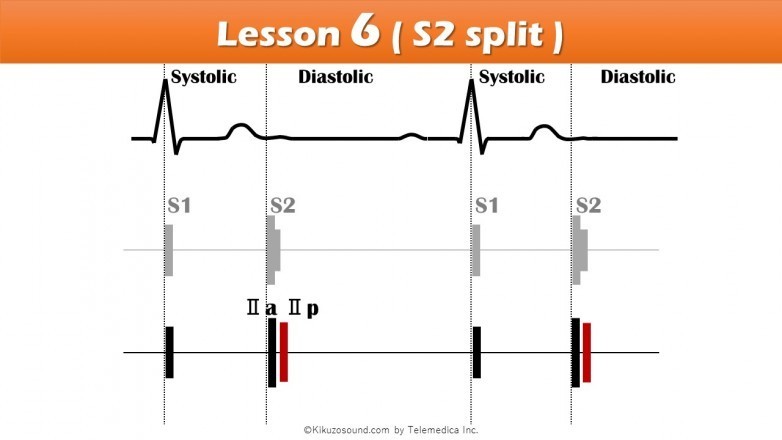 Lesson 6 ( S2 split )
Systolic Diastolic Systolic Diastolic
S1 S2 S1 S2
Ⅱa Ⅱp
©Kikuzosound.com by Telemedica Inc.